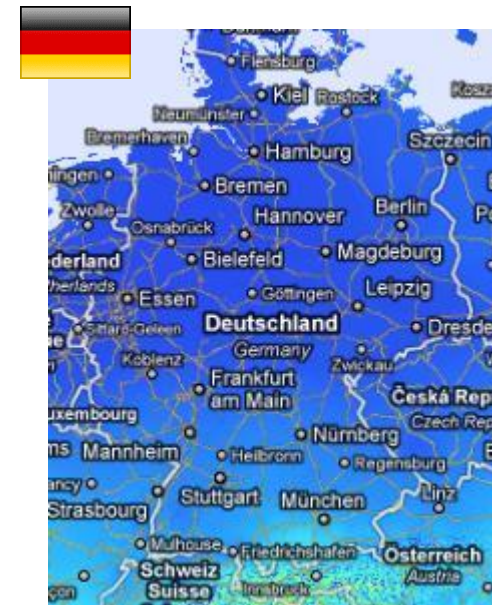 Flensburg
Kiel Rostock
Neumünster
Bremerhaven
Hamburg
Szczecin
Bremen
Zwolle
Hannover
Berlin
Osnabrück
Bielefeld
Magdeburg
Essen
Göttingen
Leipzig
Sittard-Geleen
Deutschland
Germany
Koblenz
Zwickau
Frankfurt
am Main
Česká Rep
Czech Rep
Nürnberg
Mannheim
Heilbronn
Regensburg
Stuttgart
München
Linz
Strasbourg
Mulhouse
Friedrichshafen
Österreich
Austria
Schweiz
Suisse
Innsbruck